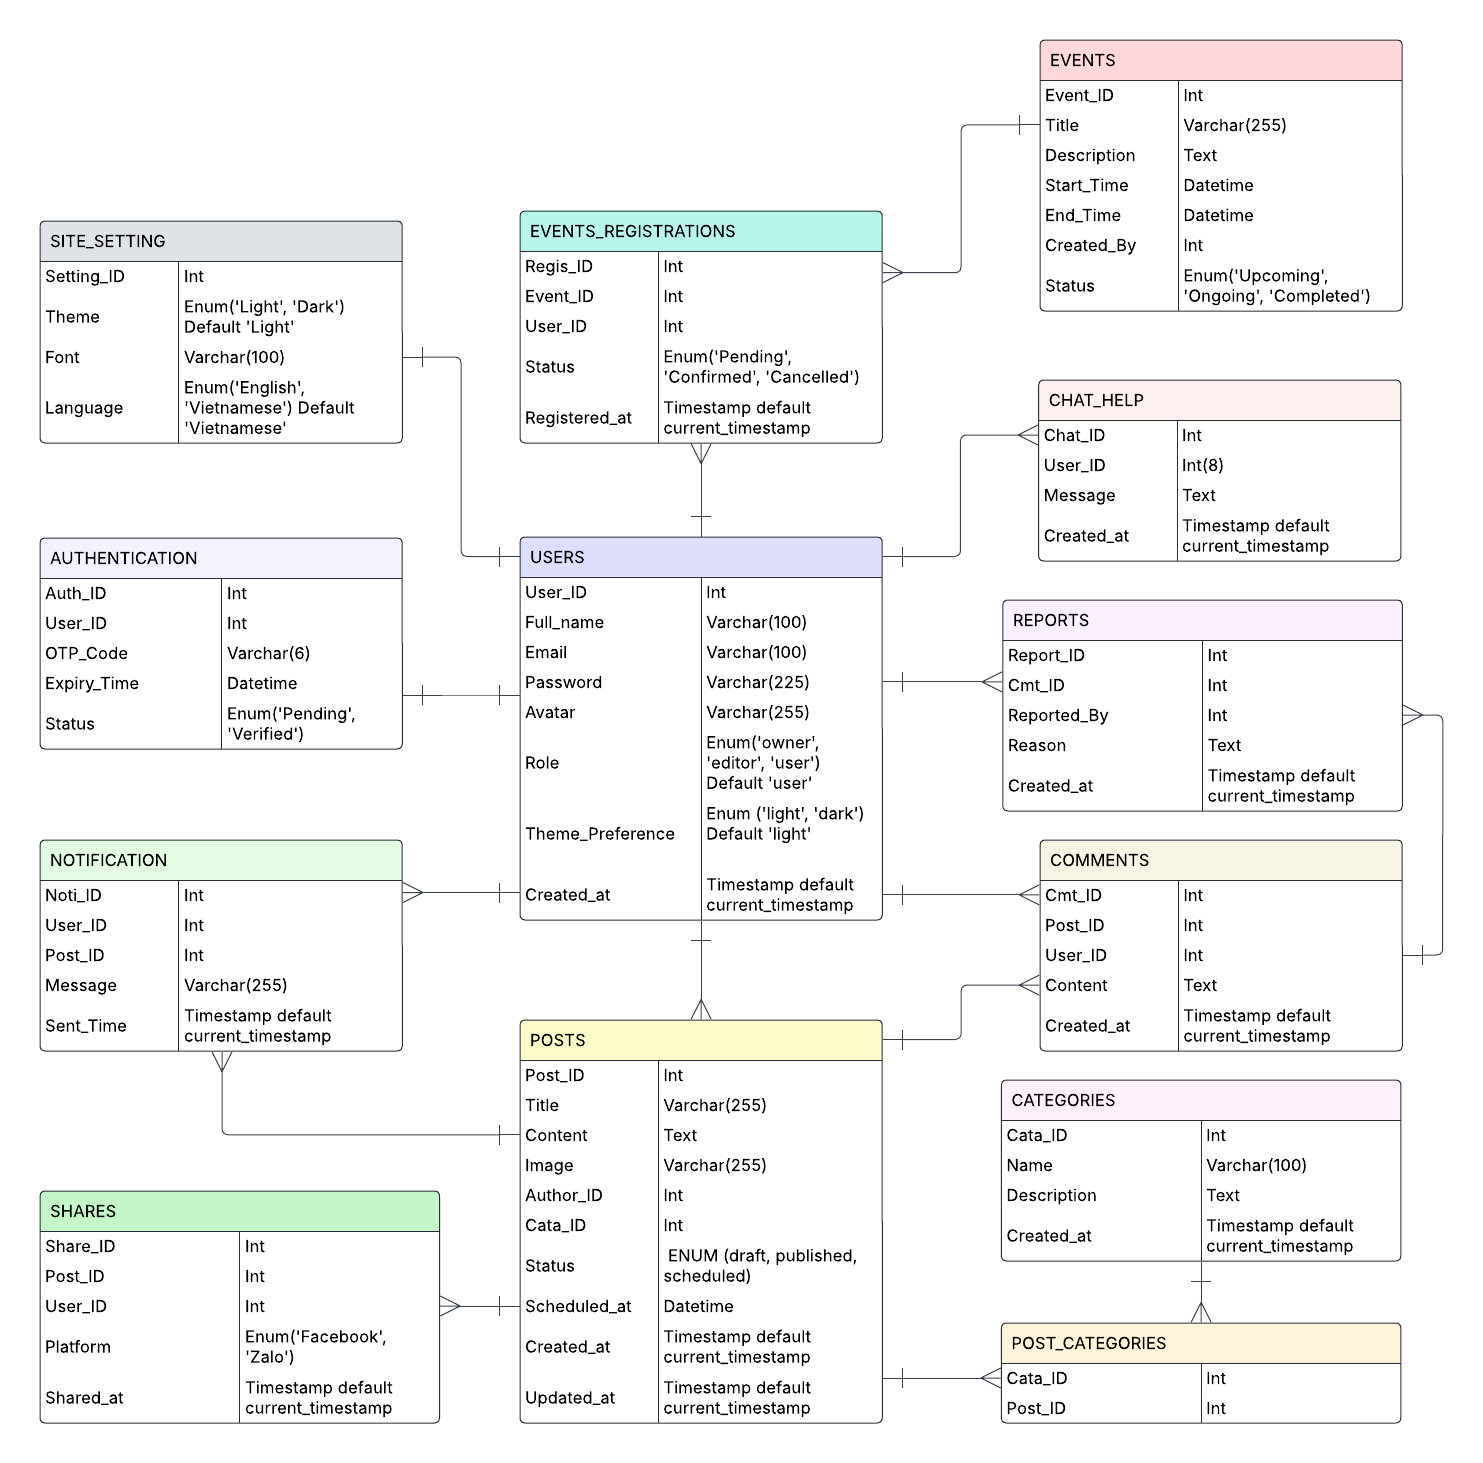 EVENTS
Event_ID Int
Title Varchar(255)
Description Text
Start_Time Datetime
End_Time Datetime
Created_By Int
Status Enum('Upcoming',
'Ongoing', 'Completed')
SITE_SETTING
Setting_ID Int
Theme Enum('Light', 'Dark')
Default 'Light'
Font Varchar(100)
Language Enum('English',
'Vietnamese') Default
'Vietnamese'
EVENTS_REGISTRATIONS
Regis_ID Int
Event_ID Int
User_ID Int
Status Enum('Pending',
'Confirmed', 'Cancelled')
Registered_at Timestamp default
current_timestamp
CHAT_HELP
Chat_ID Int
User_ID Int(8)
Message Text
Created_at Timestamp default
current_timestamp
AUTHENTICATION
Auth_ID Int
User_ID Int
OTP_Code Varchar(6)
Expiry_Time Datetime
Status Enum('Pending',
'Verified')
USERS
User_ID Int
Full_name Varchar(100)
Email Varchar(100)
Password Varchar(225)
Avatar Varchar(255)
Role Enum('owner',
'editor', 'user')
Default 'user'
Theme_Preference Enum ('light', 'dark')
Default 'light'
Created_at Timestamp default
current_timestamp
REPORTS
Report_ID Int
Cmt_ID Int
Reported_By Int
Reason Text
Created_at Timestamp default
current_timestamp
NOTIFICATION
Noti_ID Int
User_ID Int
Post_ID Int
Message Varchar(255)
Sent_Time Timestamp default
current_timestamp
COMMENTS
Cmt_ID Int
Post_ID Int
User_ID Int
Content Text
Created_at Timestamp default
current_timestamp
POSTS
Post_ID Int
Title Varchar(255)
Content Text
Image Varchar(255)
Author_ID Int
Cata_ID Int
Status ENUM (draft, published,
scheduled)
Scheduled_at Datetime
Created_at Timestamp default
current_timestamp
Updated_at Timestamp default
current_timestamp
CATEGORIES
Cata_ID Int
Name Varchar(100)
Description Text
Created_at Timestamp default
current_timestamp
SHARES
Share_ID Int
Post_ID Int
User_ID Int
Platform Enum('Facebook',
'Zalo')
Shared_at Timestamp default
current_timestamp
POST_CATEGORIES
Cata_ID Int
Post_ID Int